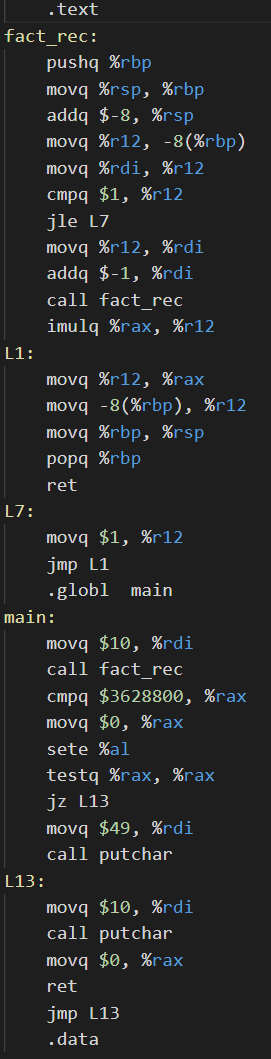 .text
fact_rec:
    pushq %rbp
    movq %rsp, %rbp
    addq $-8, %rsp
    movq %r12, -8(%rbp)
    movq %rdi, %r12
    cmpq $1, %r12
    jle L7
    movq %r12, %rdi
    addq $-1, %rdi
    call fact_rec
    imulq %rax, %r12
L1:
    movq %r12, %rax
    movq -8(%rbp), %r12
    movq %rbp, %rsp
    popq %rbp
    ret
L7:
    movq $1, %r12
    jmp L1
    .globl  main
main:
    movq $10, %rdi
    call fact_rec
    cmpq $3628800, %rax
    movq $0, %rax
    sete %al
    testq %rax, %rax
    jz L13
    movq $49, %rdi
    call putchar
L13:
    movq $10, %rdi
    call putchar
    movq $0, %rax
    ret
    jmp L13
    .data